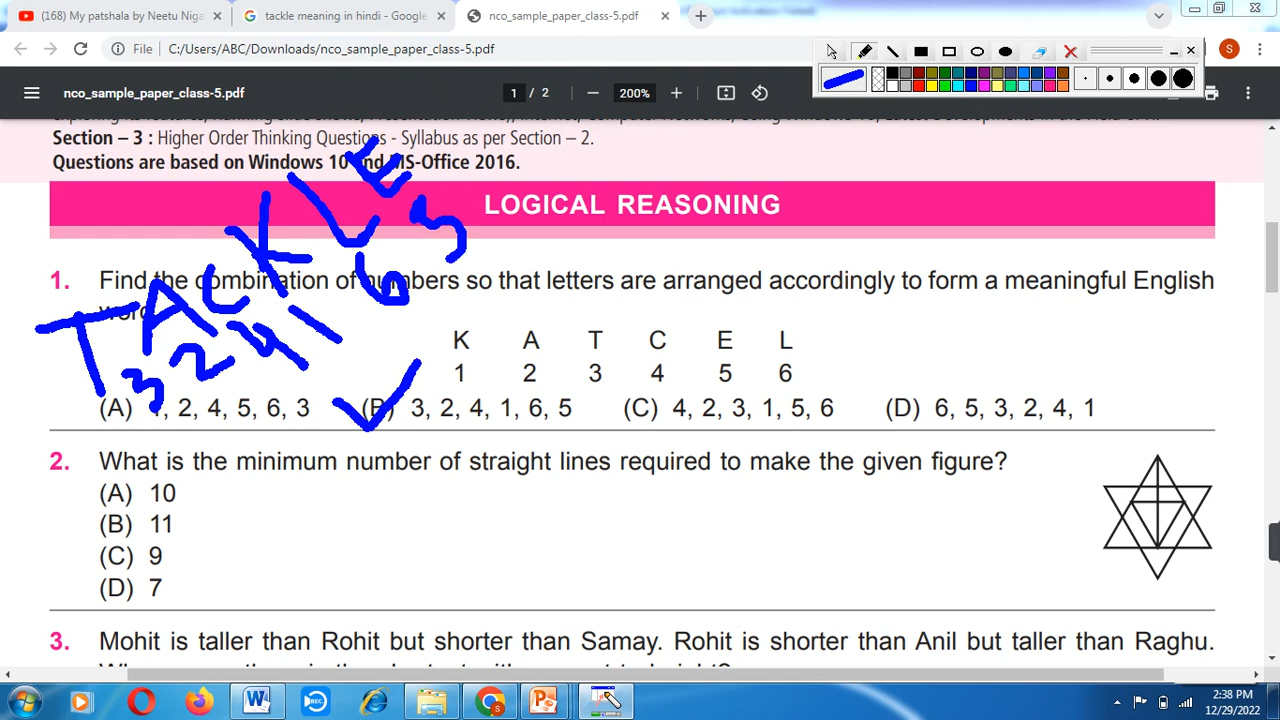 (168) My patshala by Neetu Niga
tackle meaning in hindi - Google
nco_sample_paper_class-5.pdf
File C:/Users/ABC/Downloads/nco_sample_paper_class-5.pdf
S
nco_sample_paper_class-5.pdf
1 / 2
200%
Section – 3 : Higher Order Thinking Questions - Syllabus as per Section – 2.
Questions are based on Windows 10 and MS-Office 2016.
LOGICAL REASONING
TACKLE
324165
1. Find the combination of numbers so that letters are arranged accordingly to form a meaningful English
word.
K A T C E L
1 2 3 4 5 6
(A) 1, 2, 4, 5, 6, 3 (B) 3, 2, 4, 1, 6, 5 (C) 4, 2, 3, 1, 5, 6 (D) 6, 5, 3, 2, 4, 1
2. What is the minimum number of straight lines required to make the given figure?
(A) 10
(B) 11
(C) 9
(D) 7
3. Mohit is taller than Rohit but shorter than Samay. Rohit is shorter than Anil but taller than Raghu.
REC
2:38 PM
12/29/2022